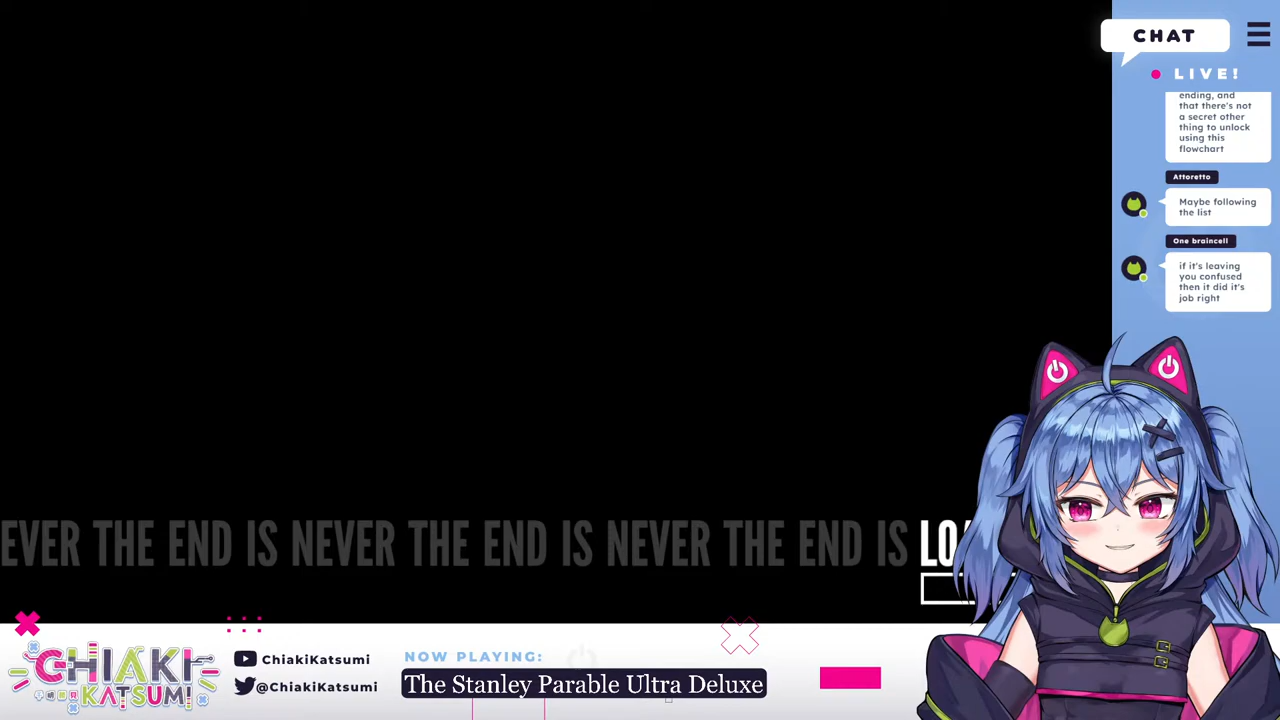 CHAT
LIVE!
ending, and
that there's not
a secret other
thing to unlock
using this
flowchart
Attoretto
Maybe following
the list
One braincell
if it's leaving
you confused
then it did it's
job right
EVER THE END IS NEVER THE END IS NEVER THE END IS
CHIAKI
KATSUMI
ChiakiKatsumi
@ChiakiKatsumi
NOW PLAYING:
The Stanley Parable Ultra Deluxe